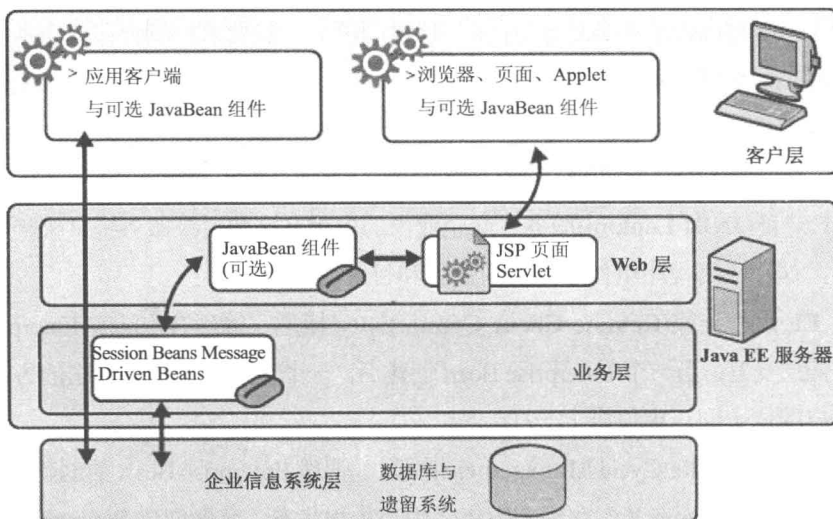 > 应用客户端
与可选 JavaBean 组件
>浏览器、页面、Applet
与可选 JavaBean 组件
客户层
JavaBean 组件
(可选)
JSP 页面
Servlet
Web 层
Session Beans Message
-Driven Beans
业务层
Java EE 服务器
企业信息系统层
数据库与
遗留系统